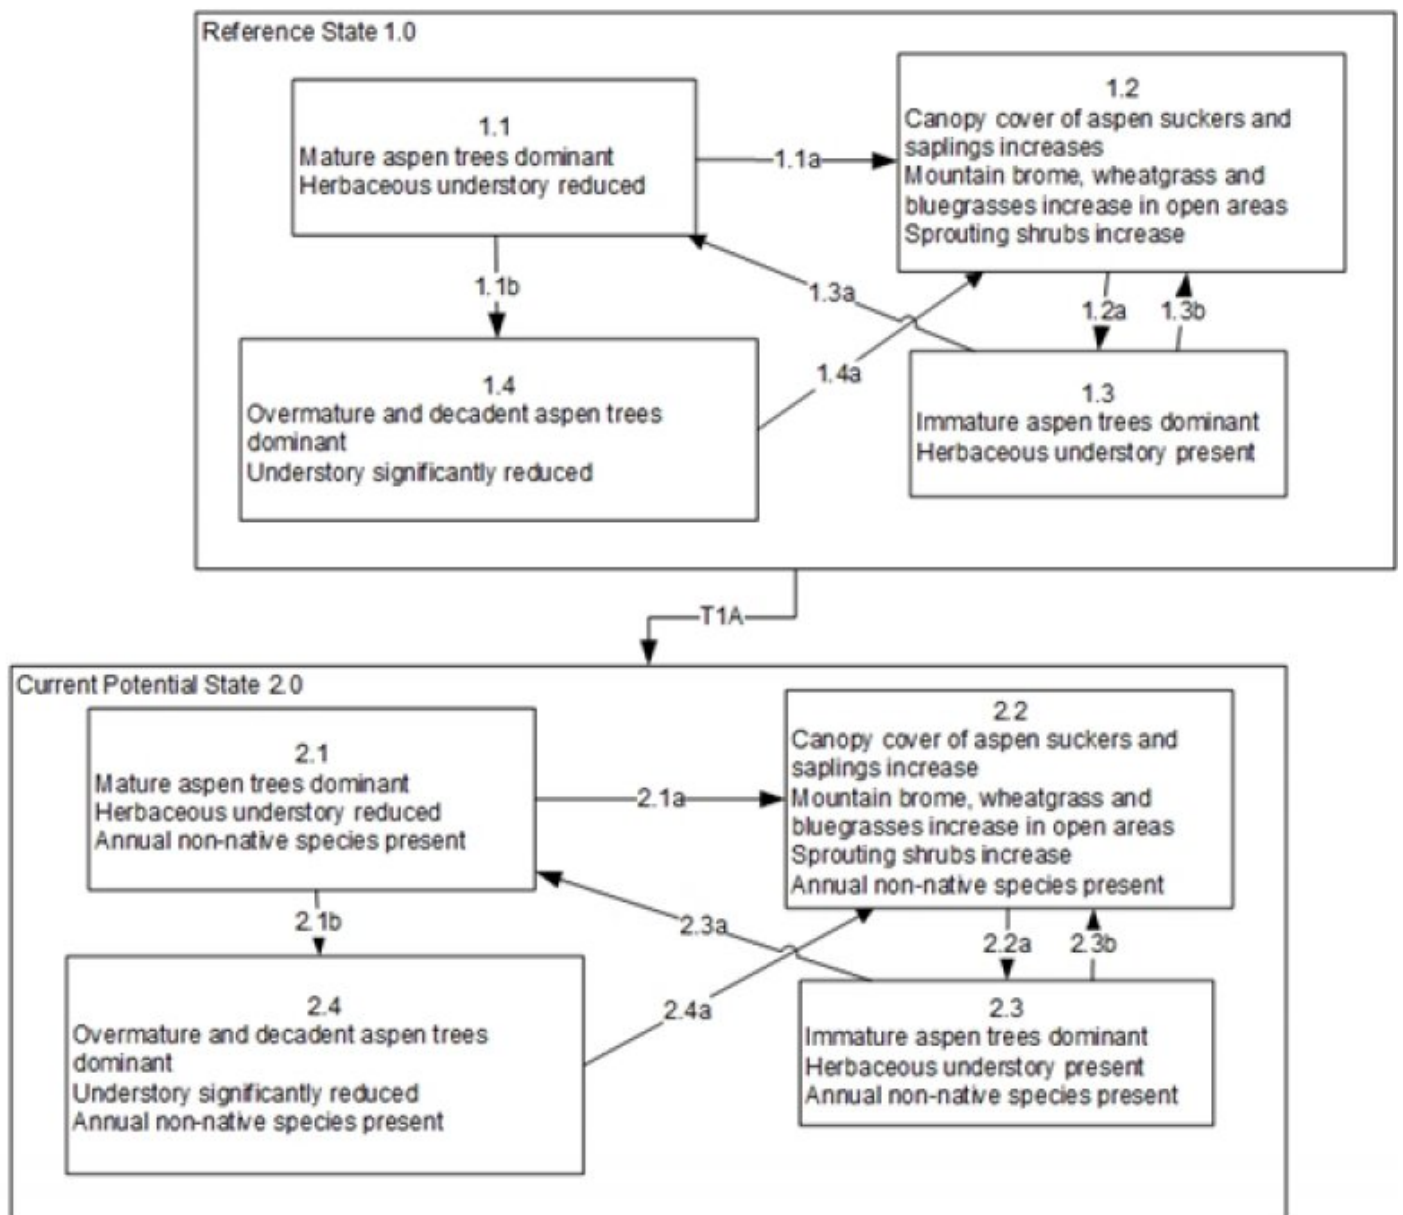 Reference State 1.0
1.1
Mature aspen trees dominant
Herbaceous understory reduced
1.1a
1.2
Canopy cover of aspen suckers and
saplings increases
Mountain brome, wheatgrass and
bluegrasses increase in open areas
Sprouting shrubs increase
1.1b
1.3a
1.2a
1.3b
1.4a
1.4
Overmature and decadent aspen trees
dominant
Understory significantly reduced
1.3
Immature aspen trees dominant
Herbaceous understory present
T1A
Current Potential State 2.0
2.1
Mature aspen trees dominant
Herbaceous understory reduced
Annual non-native species present
2.1a
2.2
Canopy cover of aspen suckers and
saplings increase
Mountain brome, wheatgrass and
bluegrasses increase in open areas
Sprouting shrubs increase
Annual non-native species present
2.1b
2.3a
2.2a
2.3b
2.4a
2.4
Overmature and decadent aspen trees
dominant
Understory significantly reduced
Annual non-native species present
2.3
Immature aspen trees dominant
Herbaceous understory present
Annual non-native species present